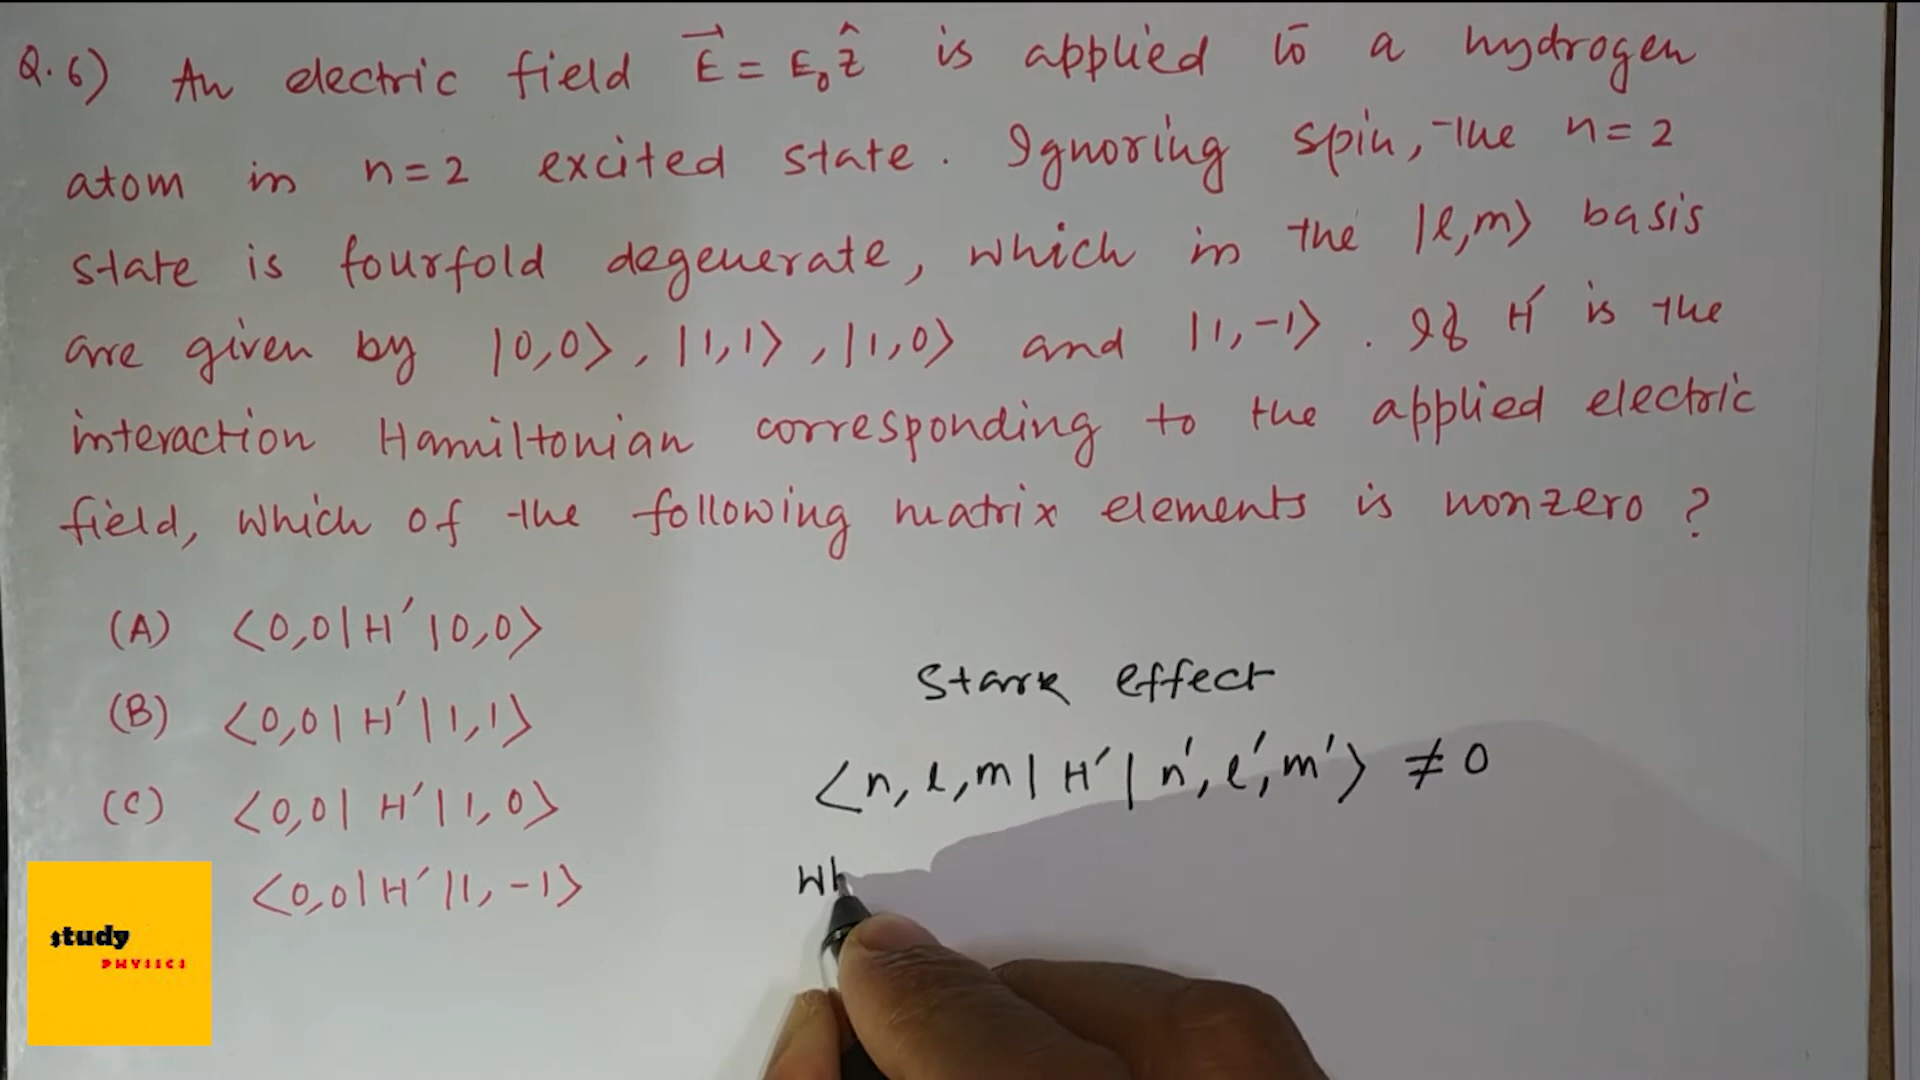 Q.6) An electric field E⃗ = E₀ẑ is applied to a hydrogen
atom in n=2 excited state. Ignoring spin, the n=2
state is fourfold degenerate, which in the |l,m⟩ basis
are given by |0,0⟩, |1,1⟩, |1,0⟩ and |1,-1⟩. If H′ is the
interaction Hamiltonian corresponding to the applied electric
field, which of the following matrix elements is nonzero?
(A) ⟨0,0|H′|0,0⟩
(B) ⟨0,0|H′|1,1⟩
(C) ⟨0,0|H′|1,0⟩
⟨0,0|H′|1,-1⟩
Stark effect
⟨n,l,m|H′|n′,l′,m′⟩ ≠ 0
Wh
study
PHYSICS